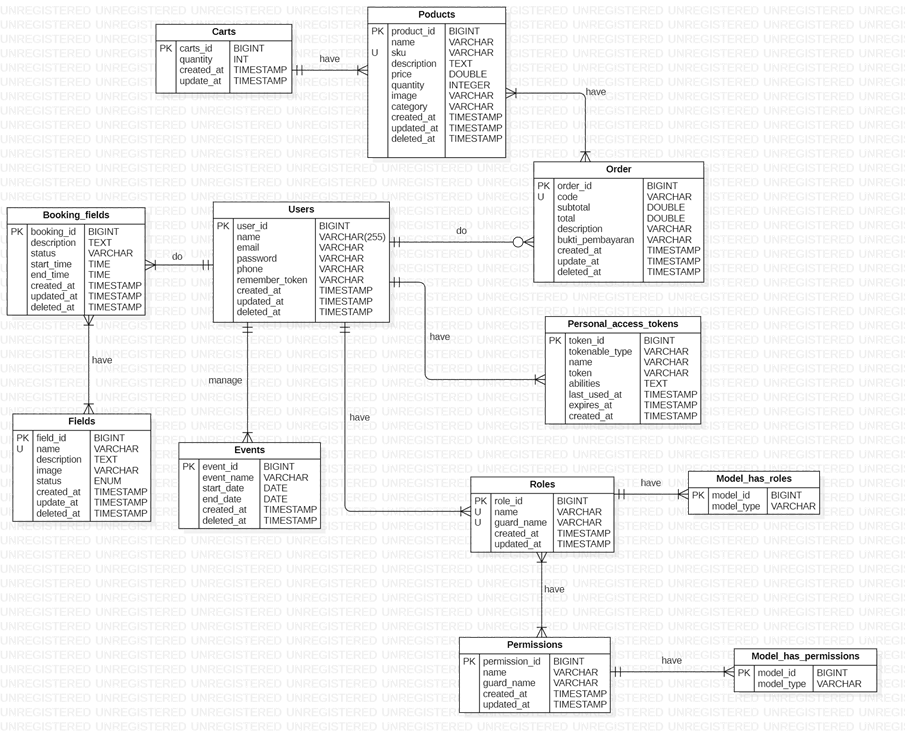 Carts
PK carts_id BIGINT
quantity INT
created_at TIMESTAMP
update_at TIMESTAMP
have
Poducts
PK product_id BIGINT
name VARCHAR
U sku VARCHAR
description TEXT
price DOUBLE
quantity INTEGER
image VARCHAR
category VARCHAR
created_at TIMESTAMP
updated_at TIMESTAMP
deleted_at TIMESTAMP
have
Order
PK order_id BIGINT
U code VARCHAR
subtotal DOUBLE
total DOUBLE
description VARCHAR
bukti_pembayaran VARCHAR
created_at TIMESTAMP
update_at TIMESTAMP
deleted_at TIMESTAMP
Booking_fields
PK booking_id BIGINT
description TEXT
status VARCHAR
start_time TIME
end_time TIME
created_at TIMESTAMP
updated_at TIMESTAMP
deleted_at TIMESTAMP
do
Users
PK user_id BIGINT
name VARCHAR(255)
email VARCHAR
password VARCHAR
phone VARCHAR
remember_token VARCHAR
created_at TIMESTAMP
updated_at TIMESTAMP
deleted_at TIMESTAMP
do
have
Personal_access_tokens
PK token_id BIGINT
tokenable_type VARCHAR
name VARCHAR
token VARCHAR
abilities TEXT
last_used_at TIMESTAMP
expires_at TIMESTAMP
created_at TIMESTAMP
have
manage
have
Fields
PK field_id BIGINT
U name VARCHAR
description TEXT
image VARCHAR
status ENUM
created_at TIMESTAMP
update_at TIMESTAMP
deleted_at TIMESTAMP
Events
PK event_id BIGINT
event_name VARCHAR
start_date DATE
end_date DATE
created_at TIMESTAMP
deleted_at TIMESTAMP
Roles
PK role_id BIGINT
U name VARCHAR
U guard_name VARCHAR
created_at TIMESTAMP
updated_at TIMESTAMP
have
Model_has_roles
PK model_id BIGINT
model_type VARCHAR
have
Permissions
PK permission_id BIGINT
name VARCHAR
guard_name VARCHAR
created_at TIMESTAMP
updated_at TIMESTAMP
have
Model_has_permissions
PK model_id BIGINT
model_type VARCHAR
UNREGISTERED